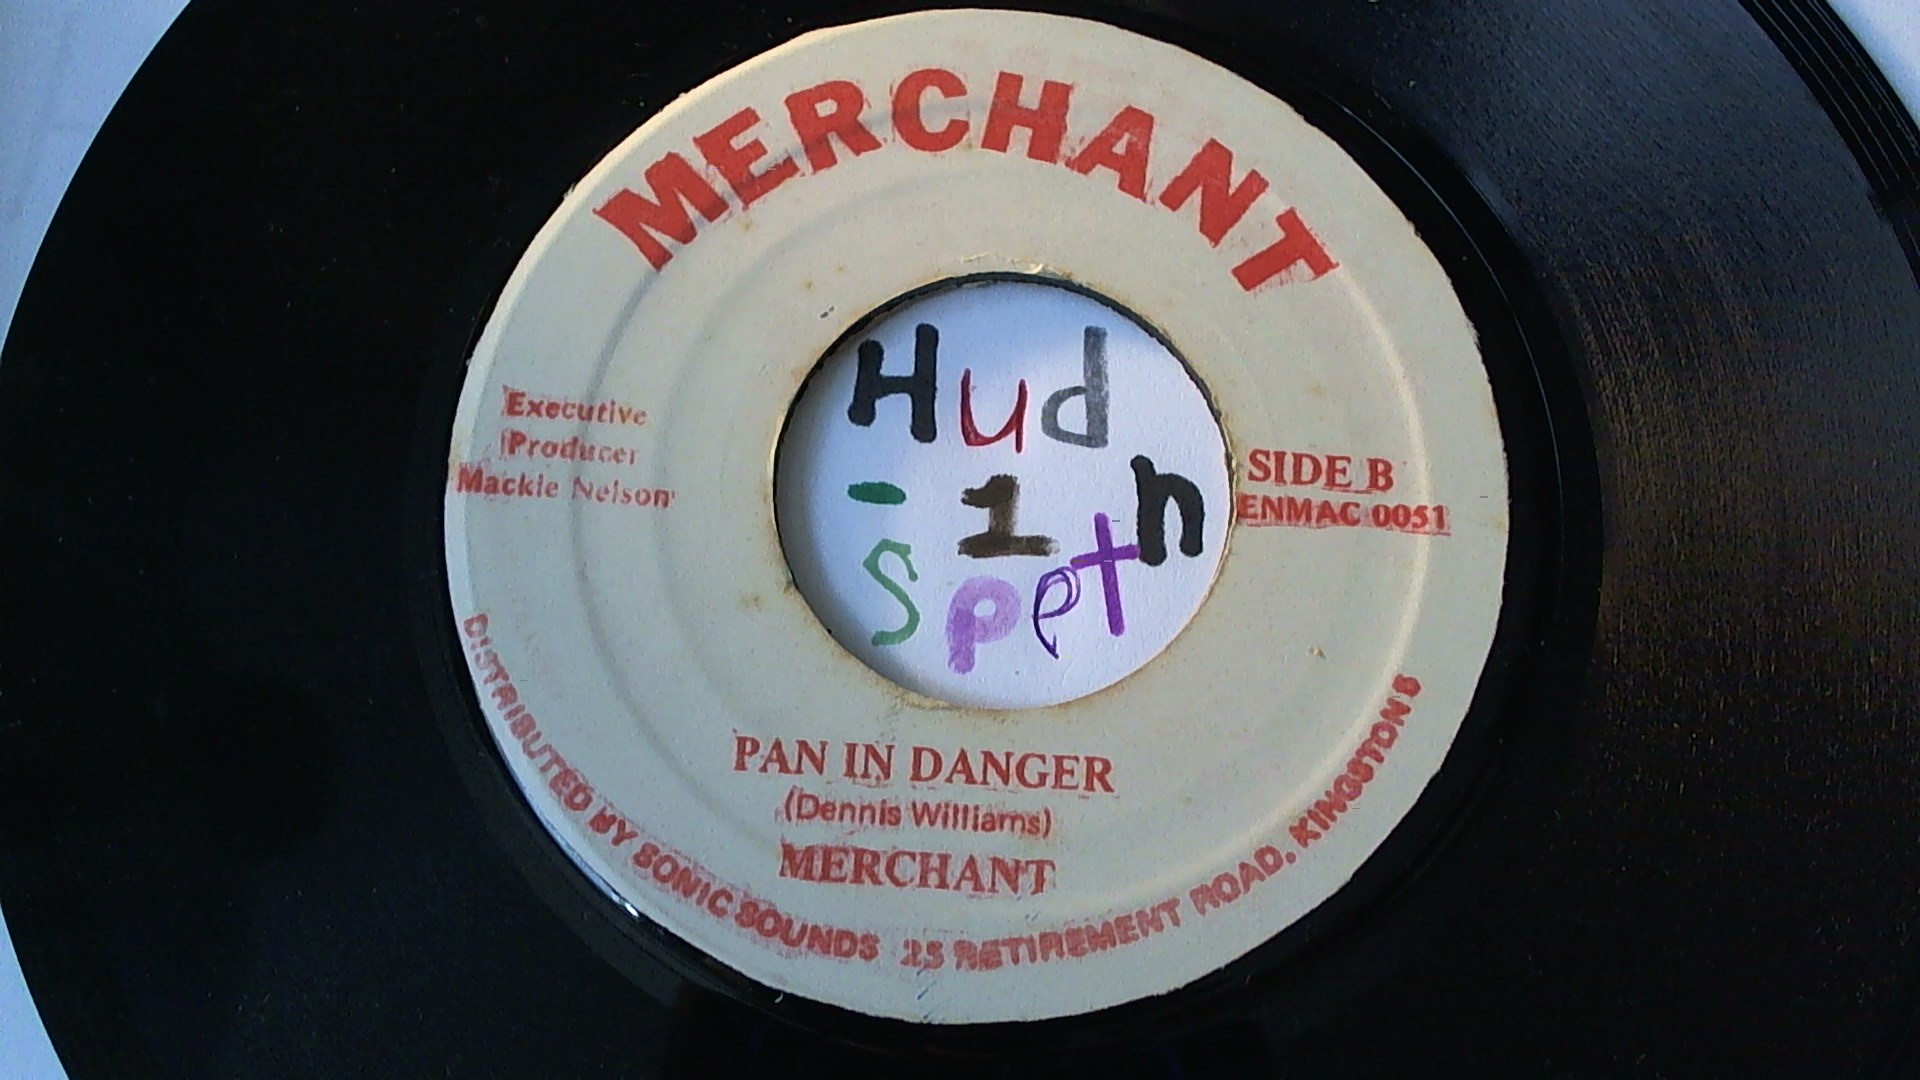 MERCHANT
Executive
Producer
Mackie Nelson
Hud
- 1 n
spet
SIDE B
ENMAC 0051
PAN IN DANGER
(Dennis Williams)
MERCHANT
DISTRIBUTED BY SONIC SOUNDS 25 RETIREMENT ROAD, KINGSTON 5